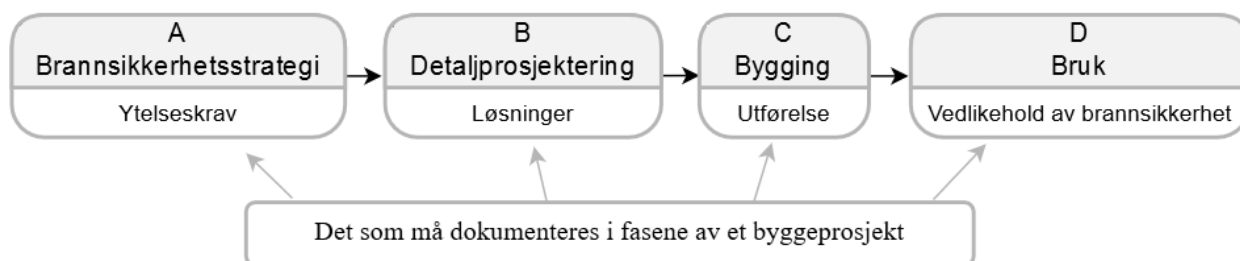 A
Brannsikkerhetsstrategi
Ytelseskrav
B
Detaljprosjektering
Løsninger
C
Bygging
Utførelse
D
Bruk
Vedlikehold av brannsikkerhet
Det som må dokumenteres i fasene av et byggeprosjekt